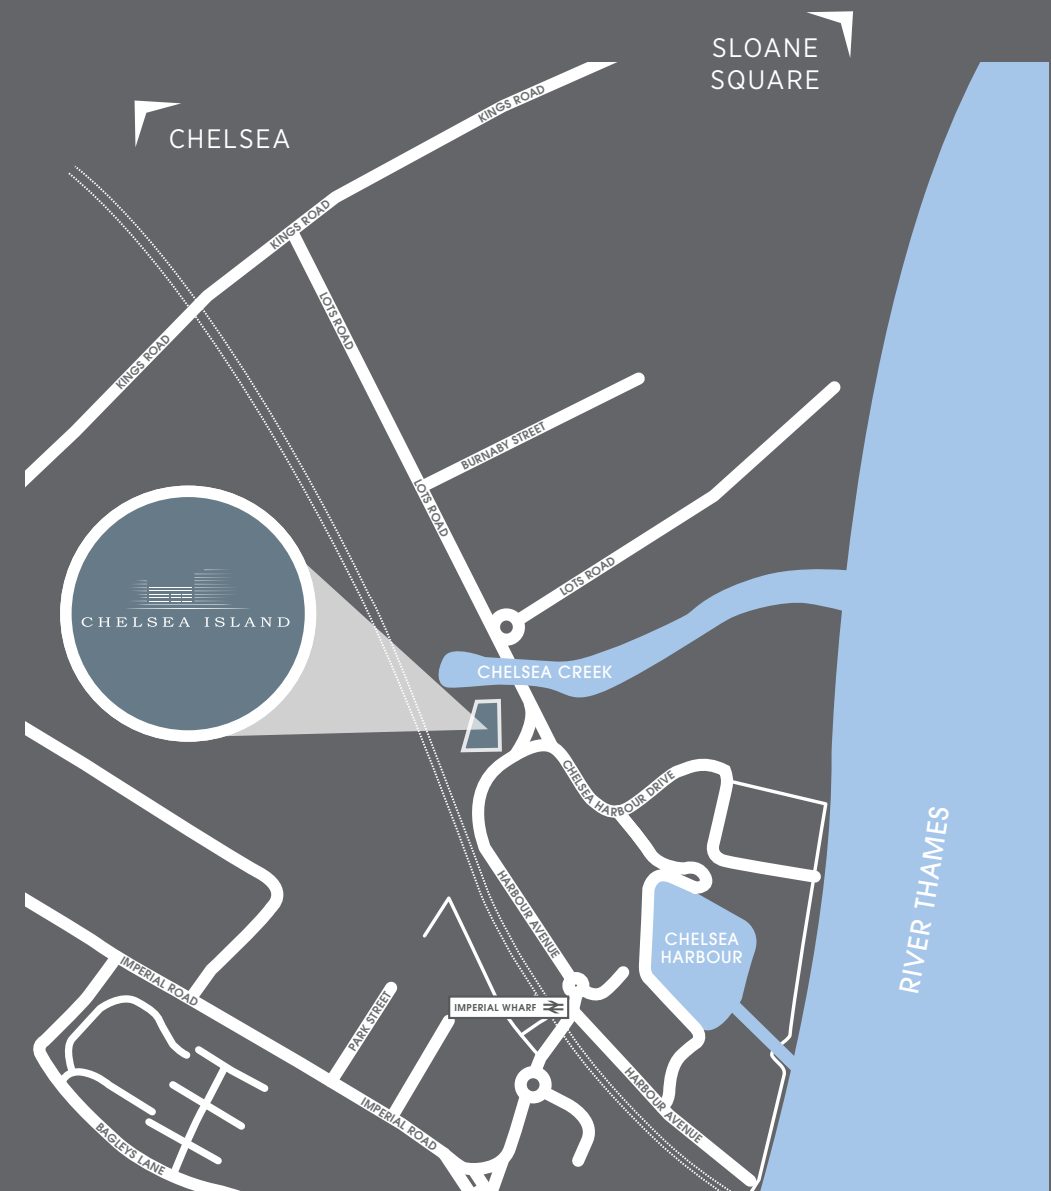 SLOANE
SQUARE
CHELSEA
KINGS ROAD
KINGS ROAD
KINGS ROAD
LOTS ROAD
BURNABY STREET
LOTS ROAD
LOTS ROAD
CHELSEA ISLAND
CHELSEA CREEK
CHELSEA HARBOUR DRIVE
RIVER THAMES
HARBOUR AVENUE
CHELSEA
HARBOUR
IMPERIAL ROAD
IMPERIAL WHARF
PARK STREET
HARBOUR AVENUE
IMPERIAL ROAD
BAGLEYS LANE